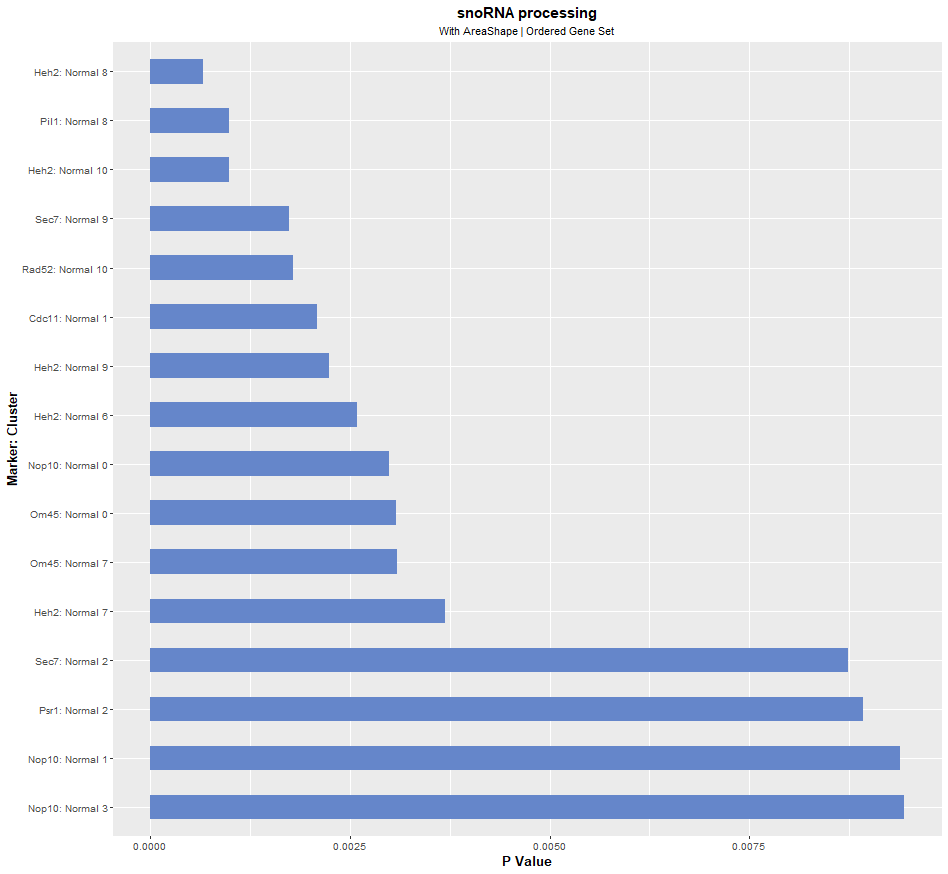 snoRNA processing
With AreaShape | Ordered Gene Set
Marker: Cluster
Heh2: Normal 8
Pil1: Normal 8
Heh2: Normal 10
Sec7: Normal 9
Rad52: Normal 10
Cdc11: Normal 1
Heh2: Normal 9
Heh2: Normal 6
Nop10: Normal 0
Om45: Normal 0
Om45: Normal 7
Heh2: Normal 7
Sec7: Normal 2
Psr1: Normal 2
Nop10: Normal 1
Nop10: Normal 3
0.0000 0.0025 0.0050 0.0075
P Value